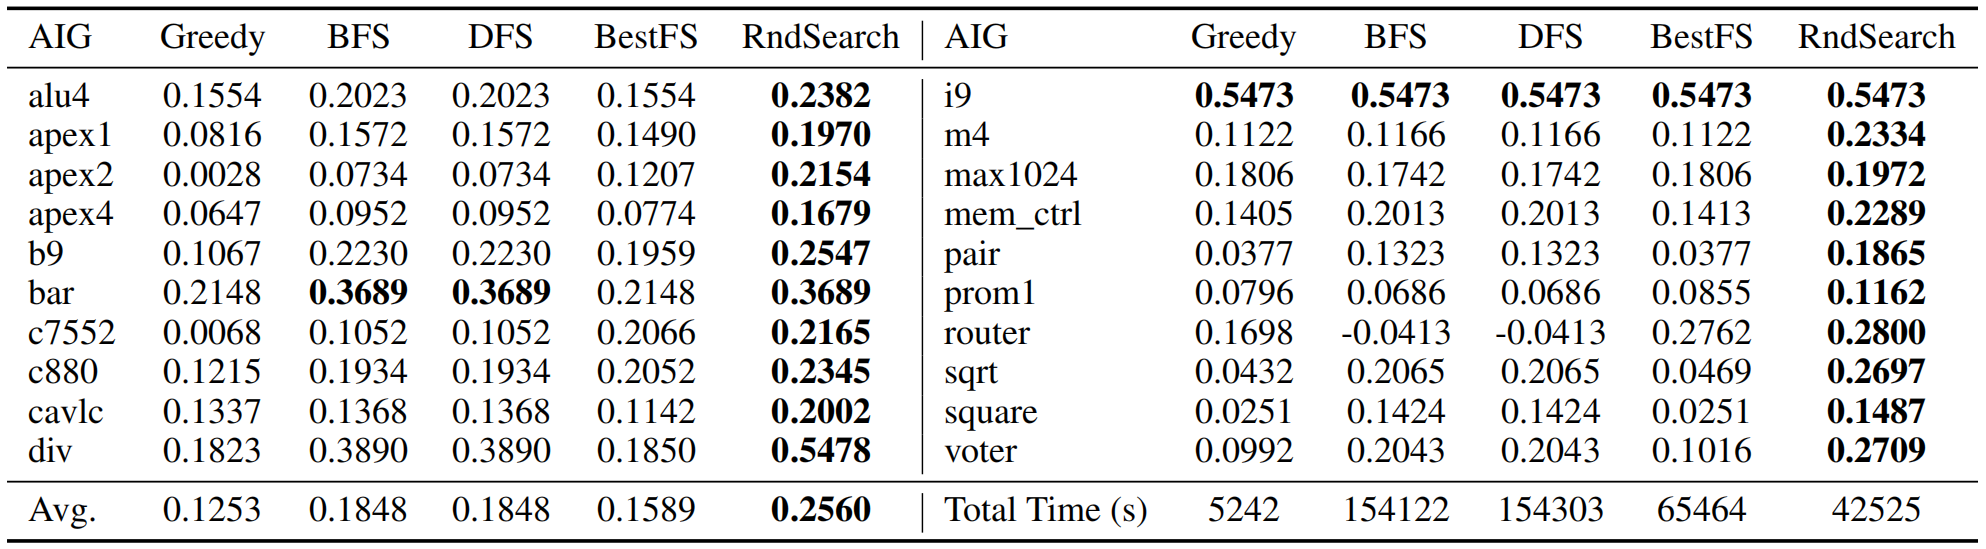 AIG Greedy BFS DFS BestFS RndSearch AIG Greedy BFS DFS BestFS RndSearch
alu4 0.1554 0.2023 0.2023 0.1554 0.2382 i9 0.5473 0.5473 0.5473 0.5473 0.5473
apex1 0.0816 0.1572 0.1572 0.1490 0.1970 m4 0.1122 0.1166 0.1166 0.1122 0.2334
apex2 0.0028 0.0734 0.0734 0.1207 0.2154 max1024 0.1806 0.1742 0.1742 0.1806 0.1972
apex4 0.0647 0.0952 0.0952 0.0774 0.1679 mem_ctrl 0.1405 0.2013 0.2013 0.1413 0.2289
b9 0.1067 0.2230 0.2230 0.1959 0.2547 pair 0.0377 0.1323 0.1323 0.0377 0.1865
bar 0.2148 0.3689 0.3689 0.2148 0.3689 prom1 0.0796 0.0686 0.0686 0.0855 0.1162
c7552 0.0068 0.1052 0.1052 0.2066 0.2165 router 0.1698 -0.0413 -0.0413 0.2762 0.2800
c880 0.1215 0.1934 0.1934 0.2052 0.2345 sqrt 0.0432 0.2065 0.2065 0.0469 0.2697
cavlc 0.1337 0.1368 0.1368 0.1142 0.2002 square 0.0251 0.1424 0.1424 0.0251 0.1487
div 0.1823 0.3890 0.3890 0.1850 0.5478 voter 0.0992 0.2043 0.2043 0.1016 0.2709
Avg. 0.1253 0.1848 0.1848 0.1589 0.2560 Total Time (s) 5242 154122 154303 65464 42525